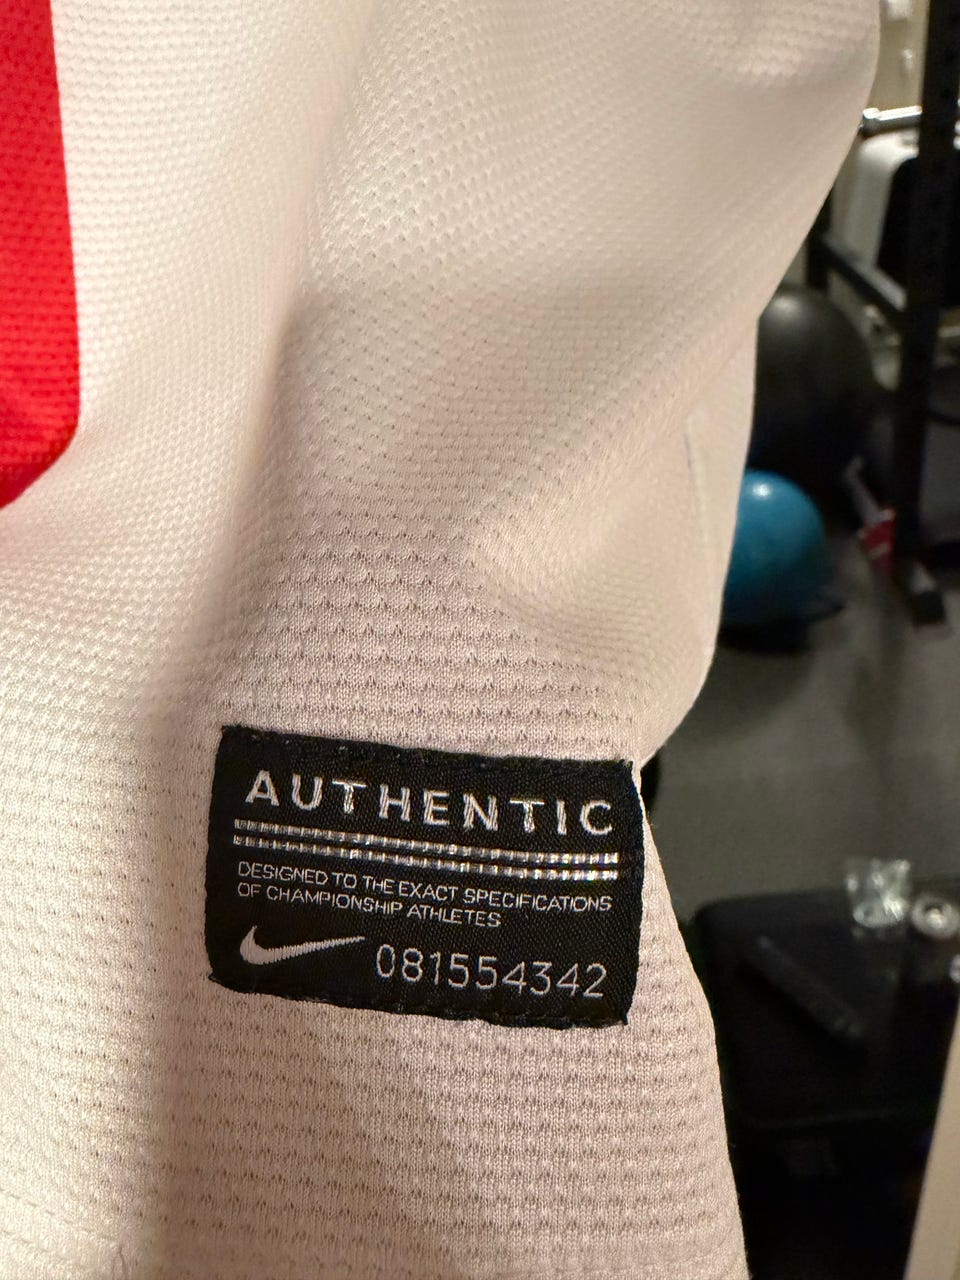 AUTHENTIC
DESIGNED TO THE EXACT SPECIFICATIONS
OF CHAMPIONSHIP ATHLETES
081554342